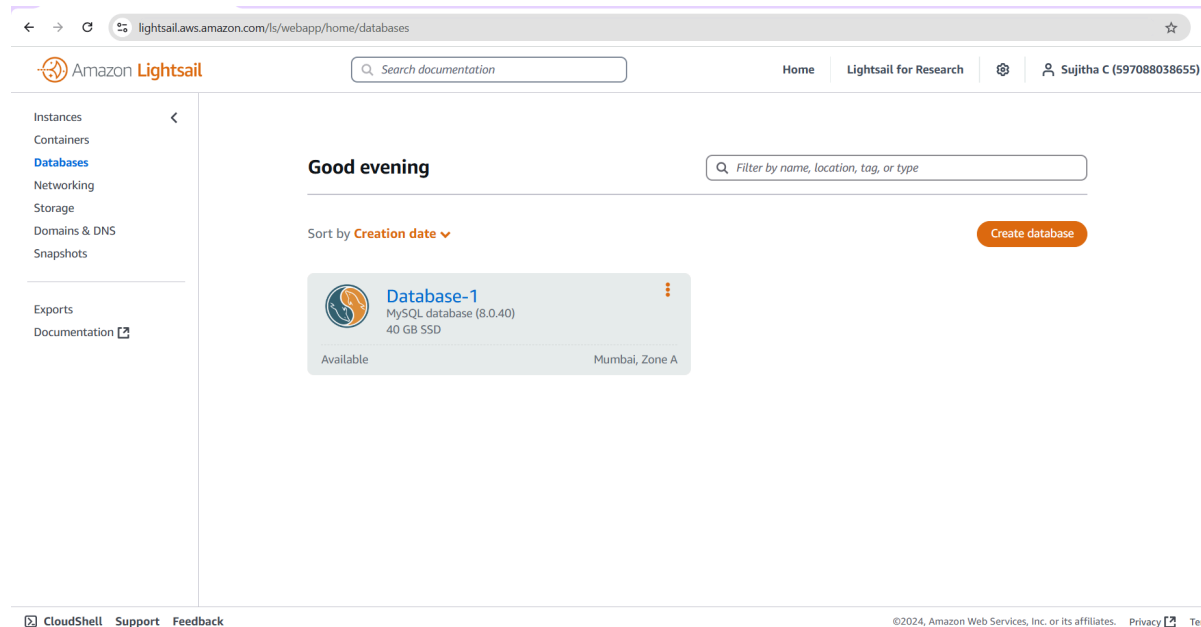 lightsail.aws.amazon.com/ls/webapp/home/databases
Amazon Lightsail
Search documentation
Home
Lightsail for Research
Sujitha C (597088038655)
Instances
Containers
Databases
Networking
Storage
Domains & DNS
Snapshots
Exports
Documentation
Good evening
Filter by name, location, tag, or type
Sort by Creation date
Create database
Database-1
MySQL database (8.0.40)
40 GB SSD
Available
Mumbai, Zone A
CloudShell
Support
Feedback
©2024, Amazon Web Services, Inc. or its affiliates.
Privacy